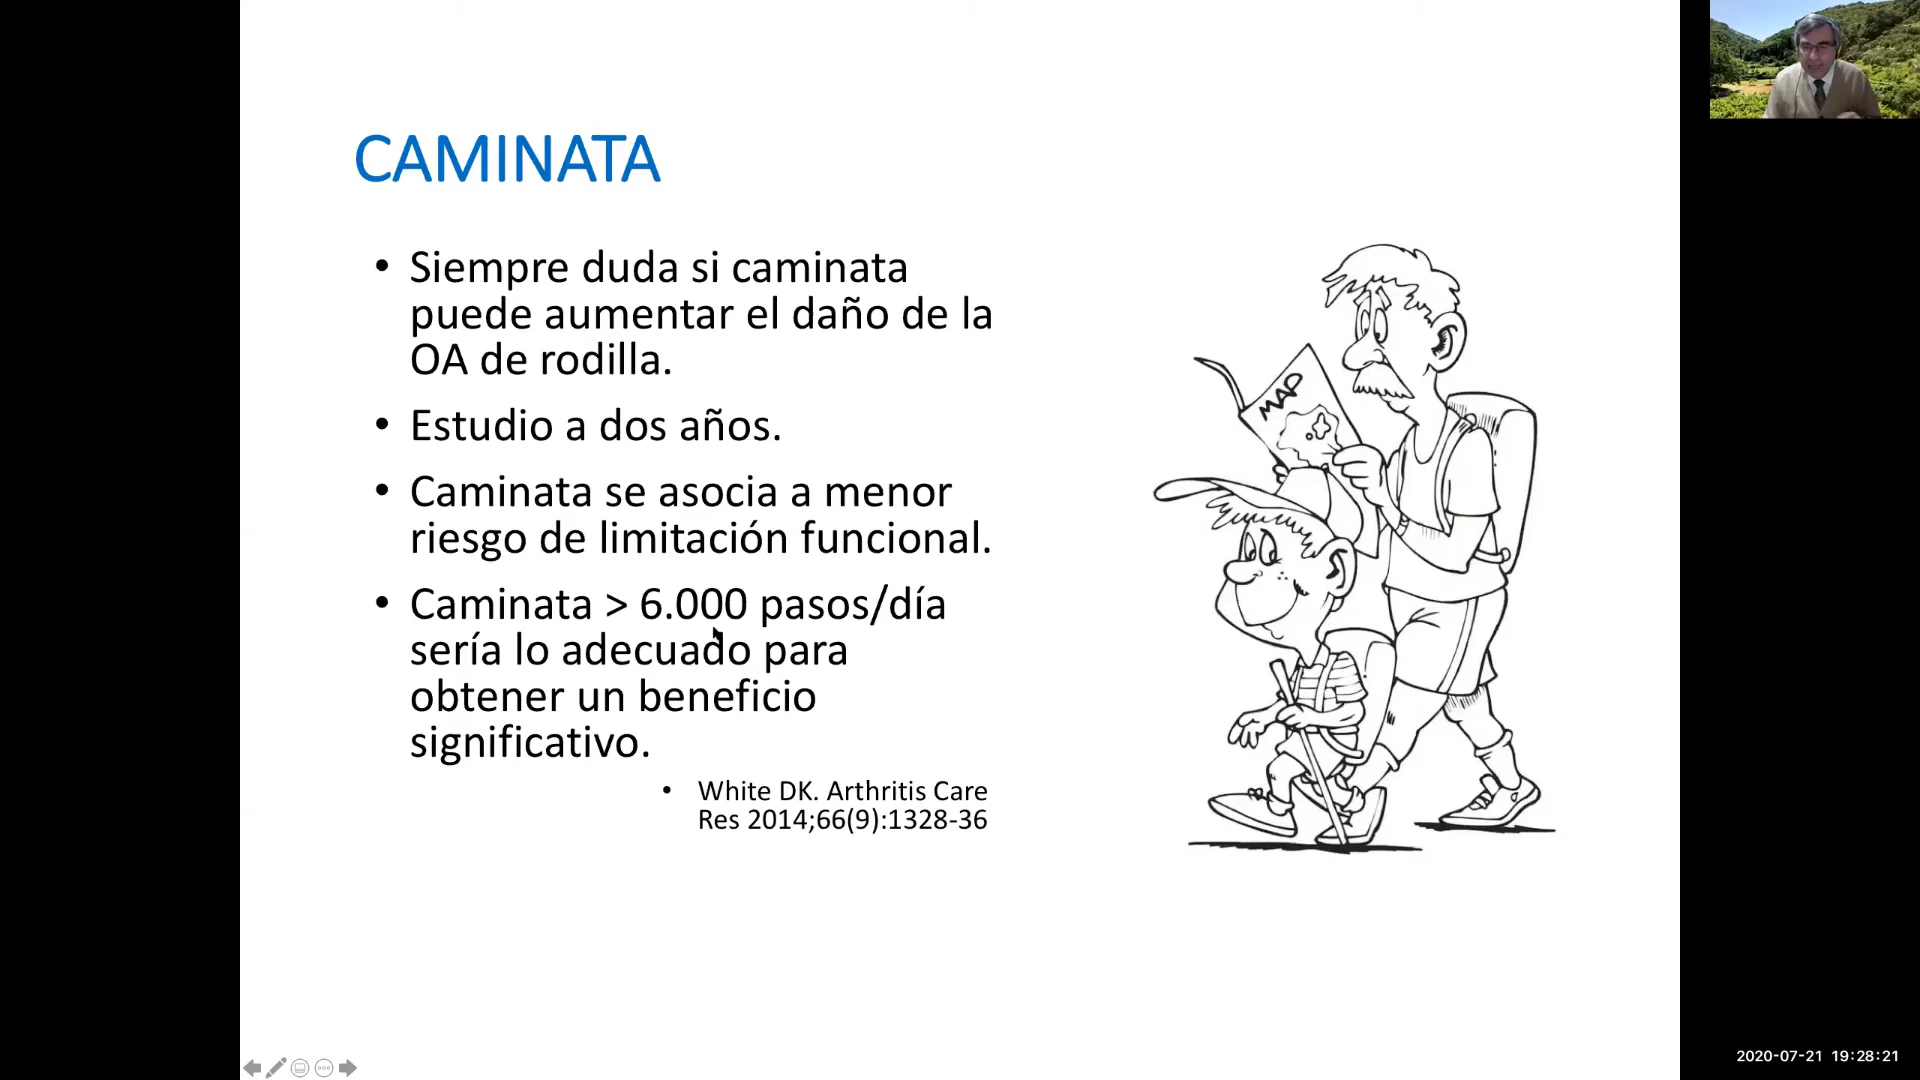 CAMINATA
• Siempre duda si caminata
puede aumentar el daño de la
OA de rodilla.
• Estudio a dos años.
• Caminata se asocia a menor
riesgo de limitación funcional.
• Caminata > 6.000 pasos/día
sería lo adecuado para
obtener un beneficio
significativo.
• White DK. Arthritis Care
Res 2014;66(9):1328-36
MAP
2020-07-21 19:28:21